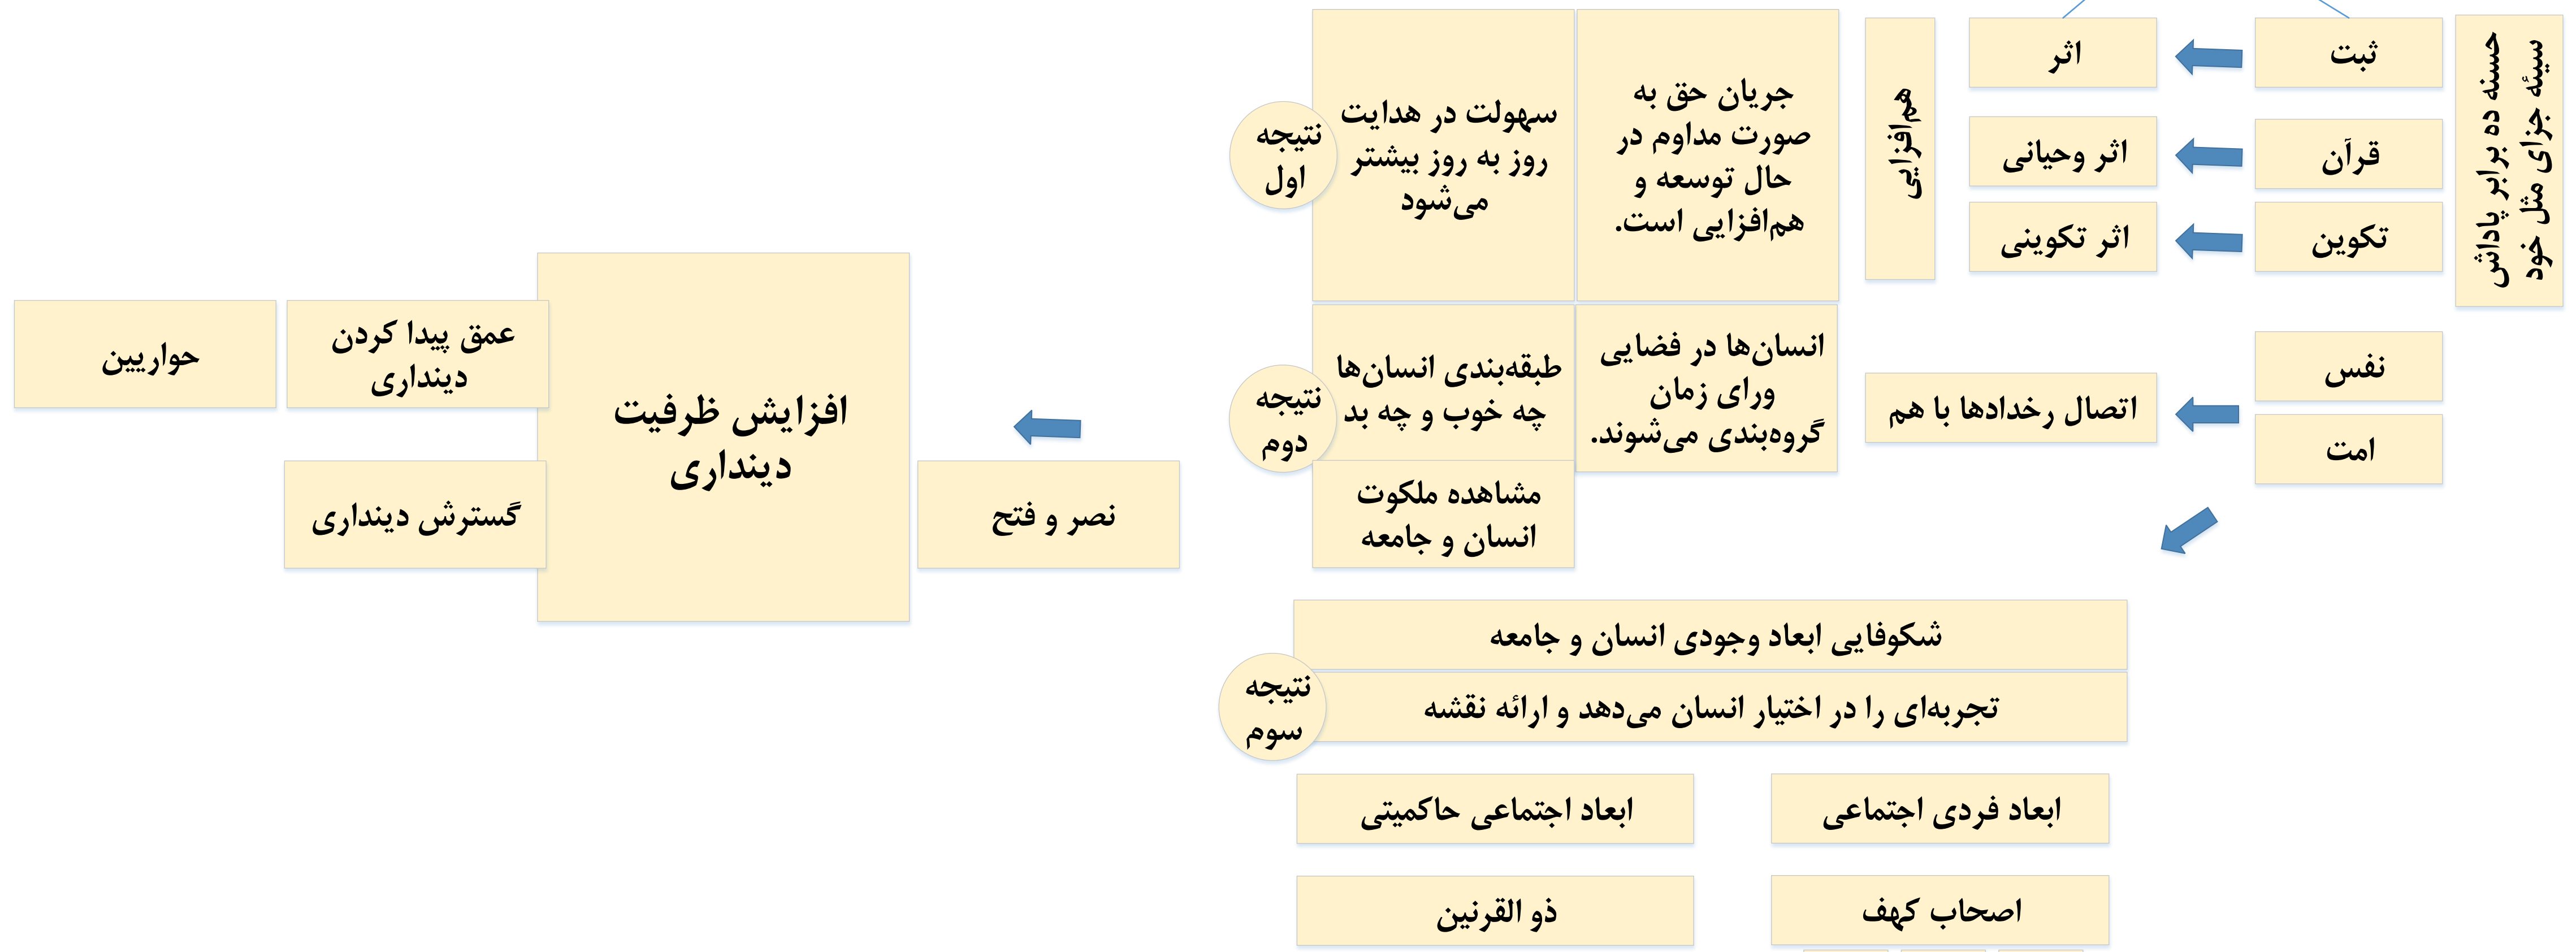 حسنه ده برابر پاداش
سیئه جزای مثل خود
ثبت
اثر
قرآن
اثر وحیانی
تکوین
اثر تکوینی
هم‌افزایی
جریان حق به
صورت مداوم در
حال توسعه و
هم‌افزایی است.
سهولت در هدایت
روز به روز بیشتر
می‌شود
نتیجه
اول
نفس
امت
اتصال رخدادها با هم
انسان‌ها در فضایی
ورای زمان
گروه‌بندی می‌شوند.
طبقه‌بندی انسان‌ها
چه خوب و چه بد
نتیجه
دوم
مشاهده ملکوت
انسان و جامعه
شکوفایی ابعاد وجودی انسان و جامعه
تجربه‌ای را در اختیار انسان می‌دهد و ارائه نقشه
نتیجه
سوم
ابعاد فردی اجتماعی
ابعاد اجتماعی حاکمیتی
اصحاب کهف
ذو القرنین
نصر و فتح
افزایش ظرفیت
دینداری
عمق پیدا کردن
دینداری
حواریین
گسترش دینداری